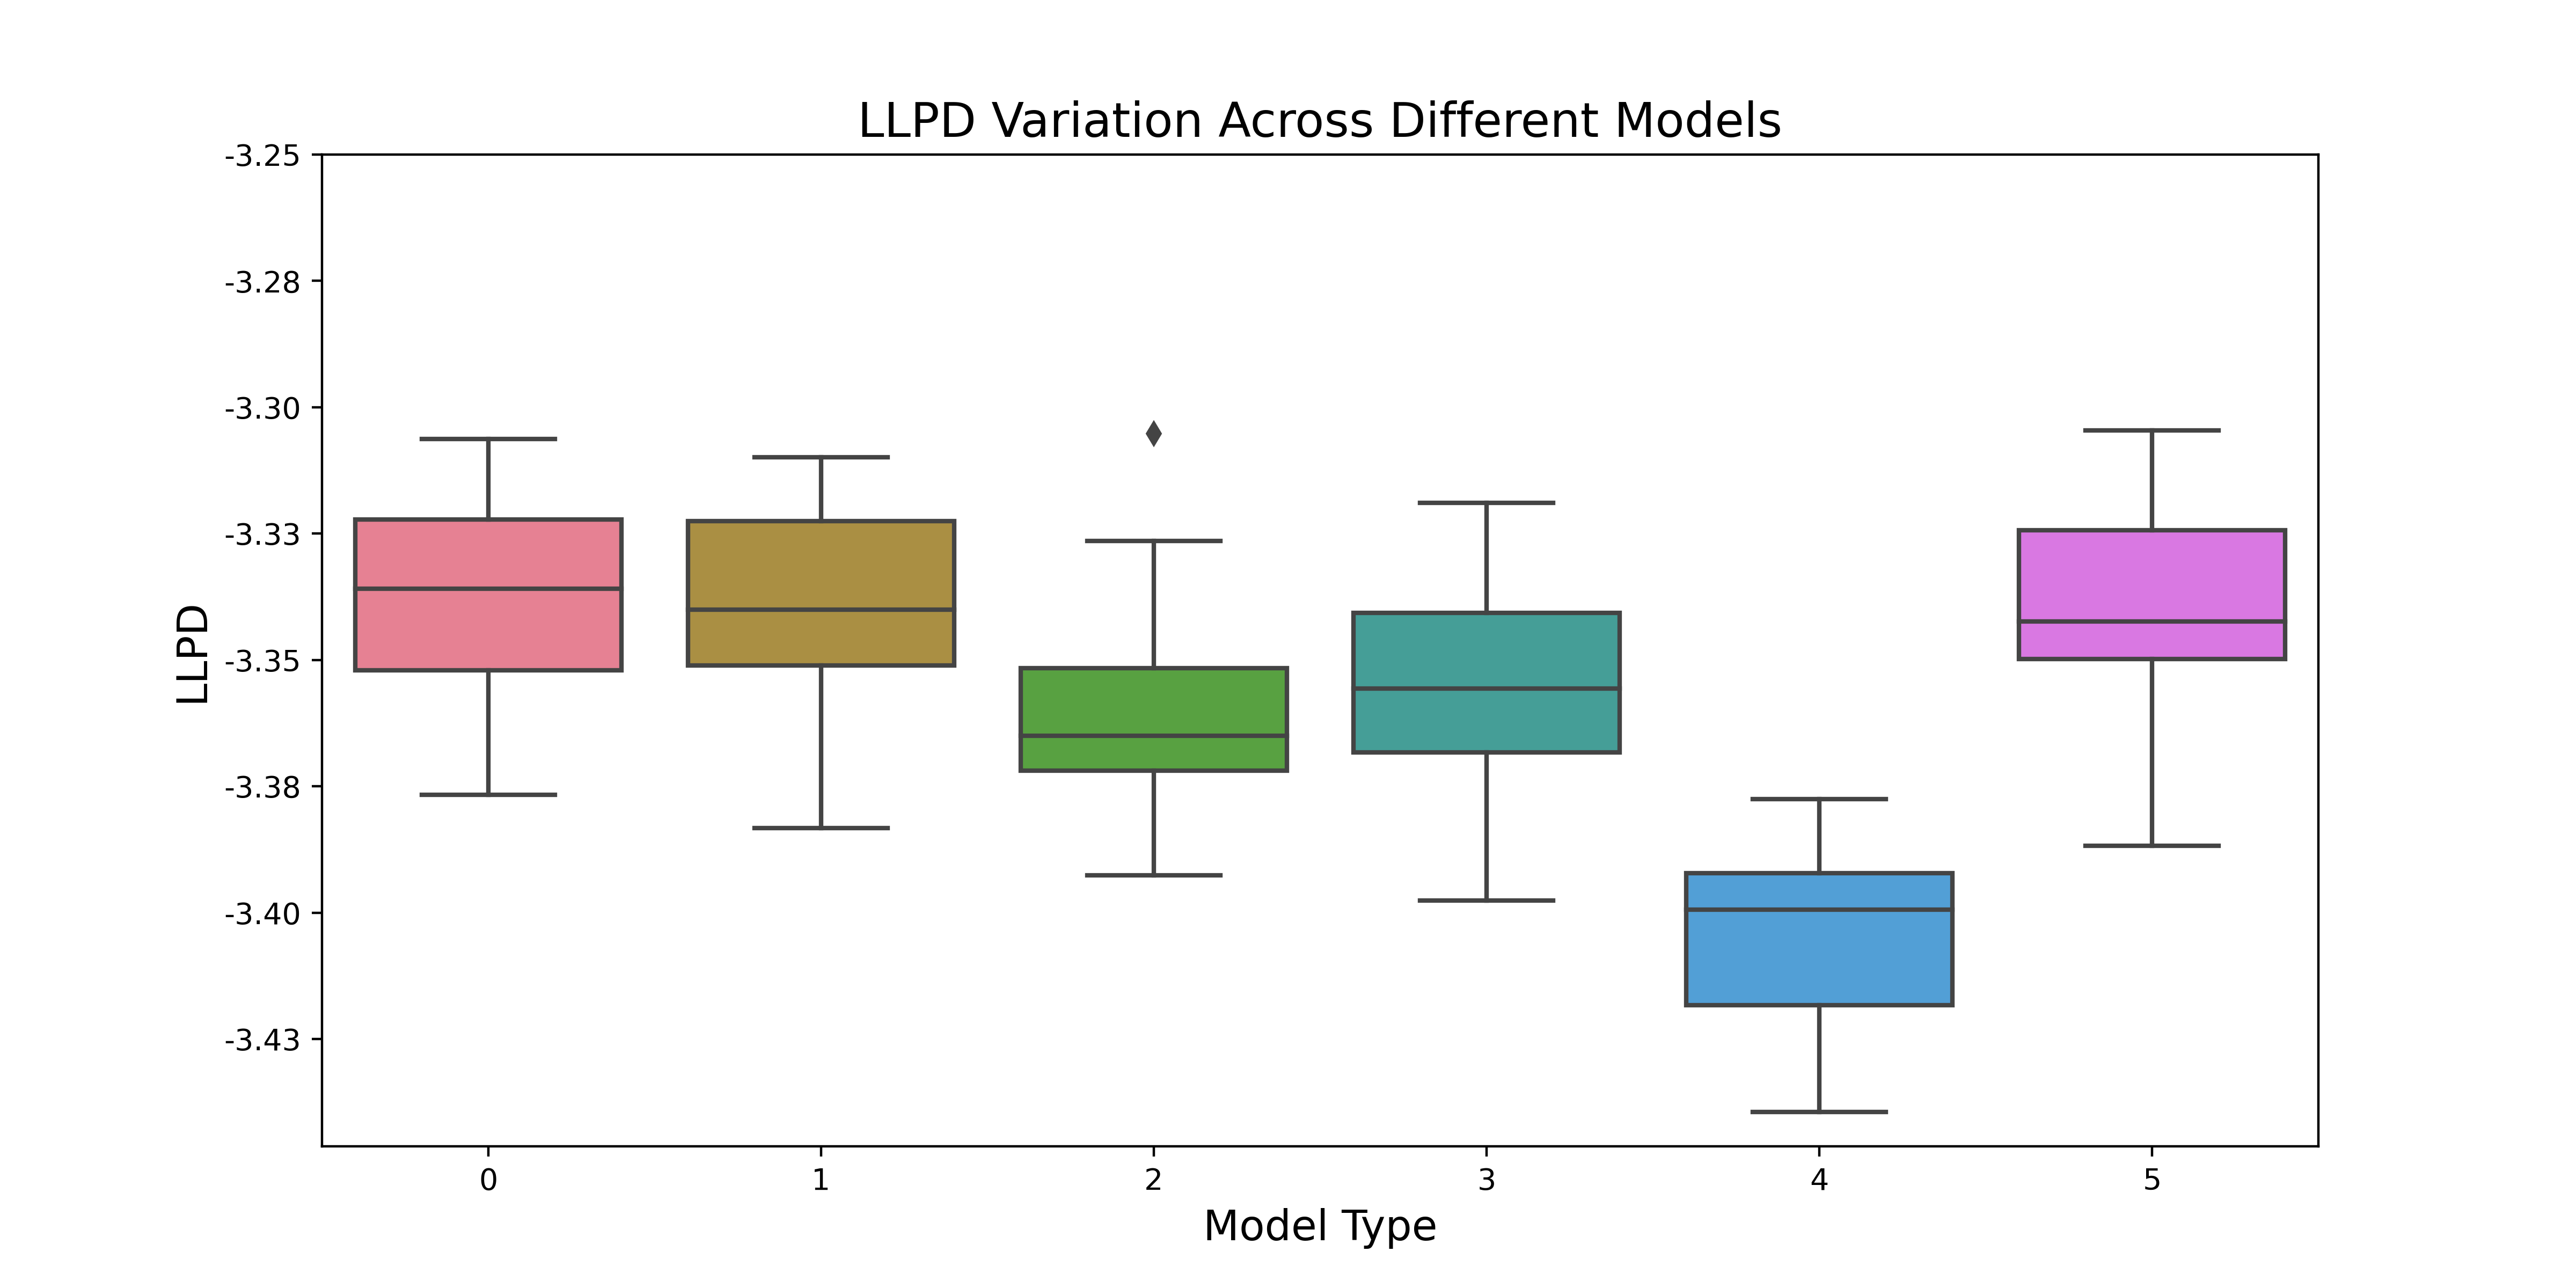 LLPD Variation Across Different Models
-3.25
-3.28
-3.30
-3.33
-3.35
-3.38
-3.40
-3.43
LLPD
0 1 2 3 4 5
Model Type